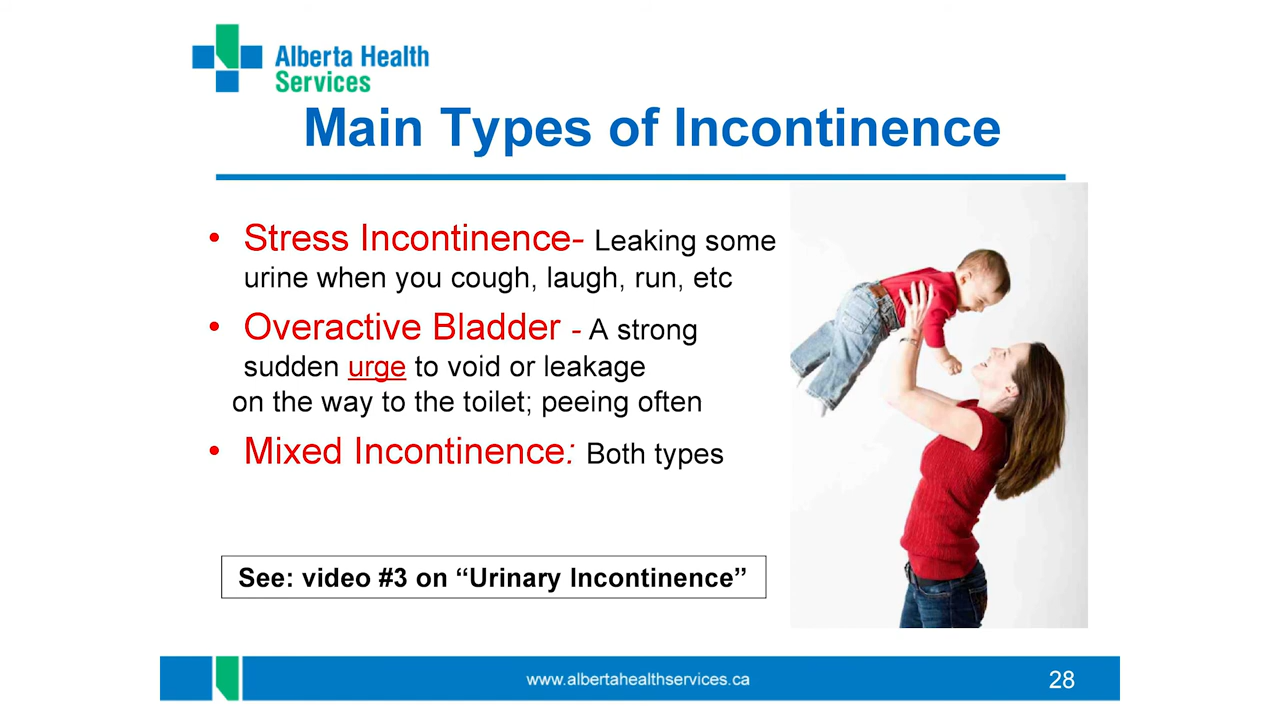 Alberta Health
Services
Main Types of Incontinence
• Stress Incontinence- Leaking some
urine when you cough, laugh, run, etc
• Overactive Bladder - A strong
sudden urge to void or leakage
on the way to the toilet; peeing often
• Mixed Incontinence: Both types
See: video #3 on “Urinary Incontinence”
www.albertahealthservices.ca
28